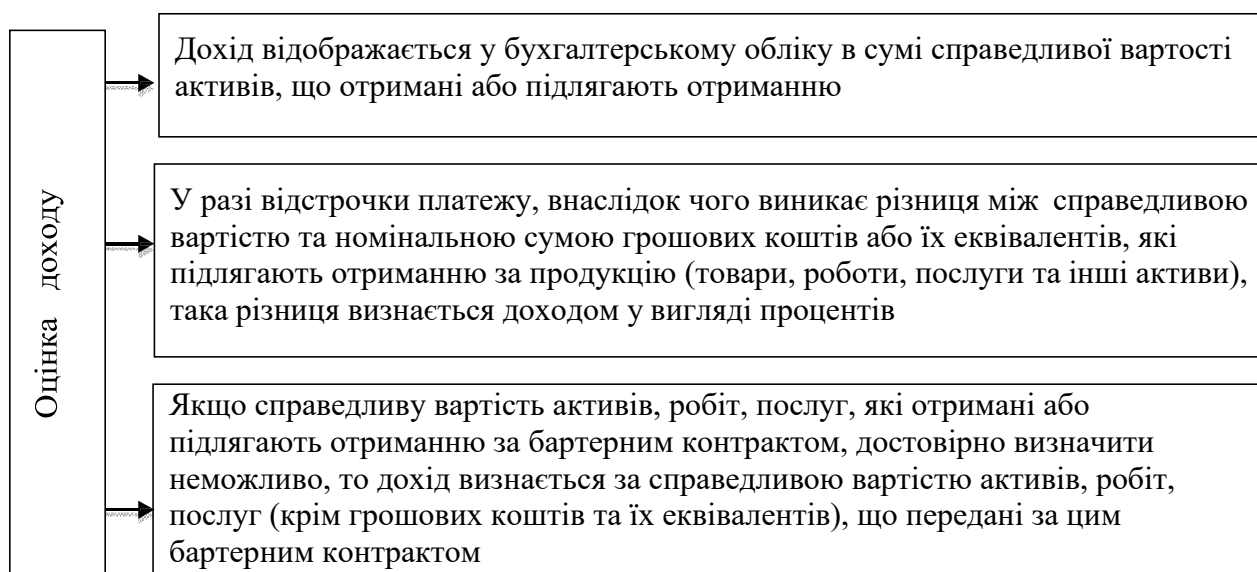 Оцінка доходу
Дохід відображається у бухгалтерському обліку в сумі справедливої вартості
активів, що отримані або підлягають отриманню
У разі відстрочки платежу, внаслідок чого виникає різниця між справедливою
вартістю та номінальною сумою грошових коштів або їх еквівалентів, які
підлягають отриманню за продукцію (товари, роботи, послуги та інші активи),
така різниця визнається доходом у вигляді процентів
Якщо справедливу вартість активів, робіт, послуг, які отримані або
підлягають отриманню за бартерним контрактом, достовірно визначити
неможливо, то дохід визнається за справедливою вартістю активів, робіт,
послуг (крім грошових коштів та їх еквівалентів), що передані за цим
бартерним контрактом